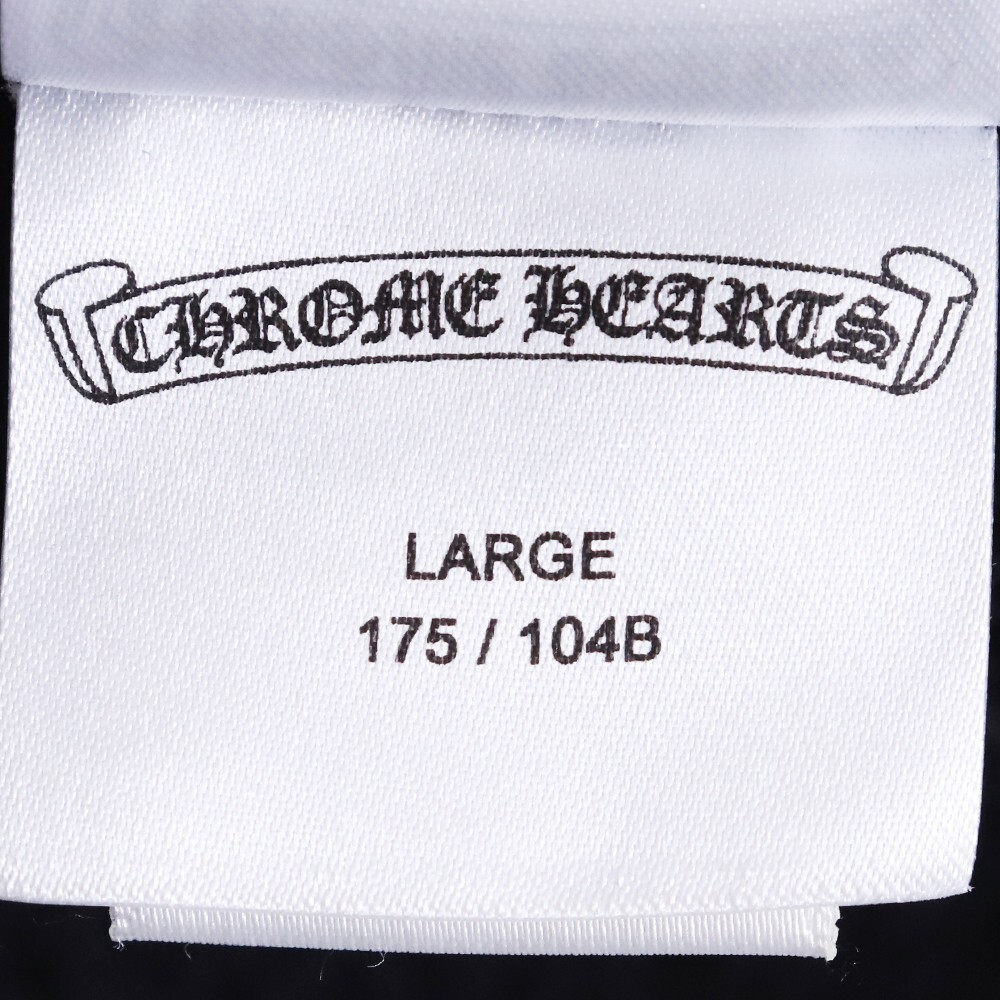 CHROME HEARTS
LARGE
175 / 104B